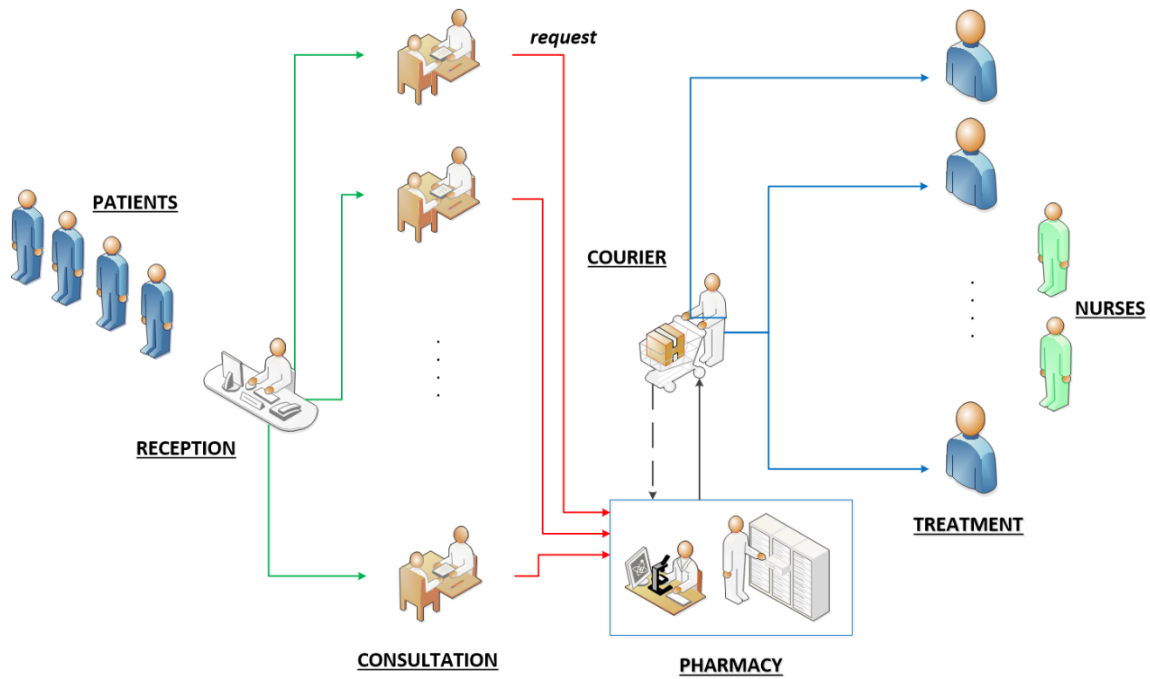 request
PATIENTS
COURIER
NURSES
RECEPTION
TREATMENT
CONSULTATION
PHARMACY